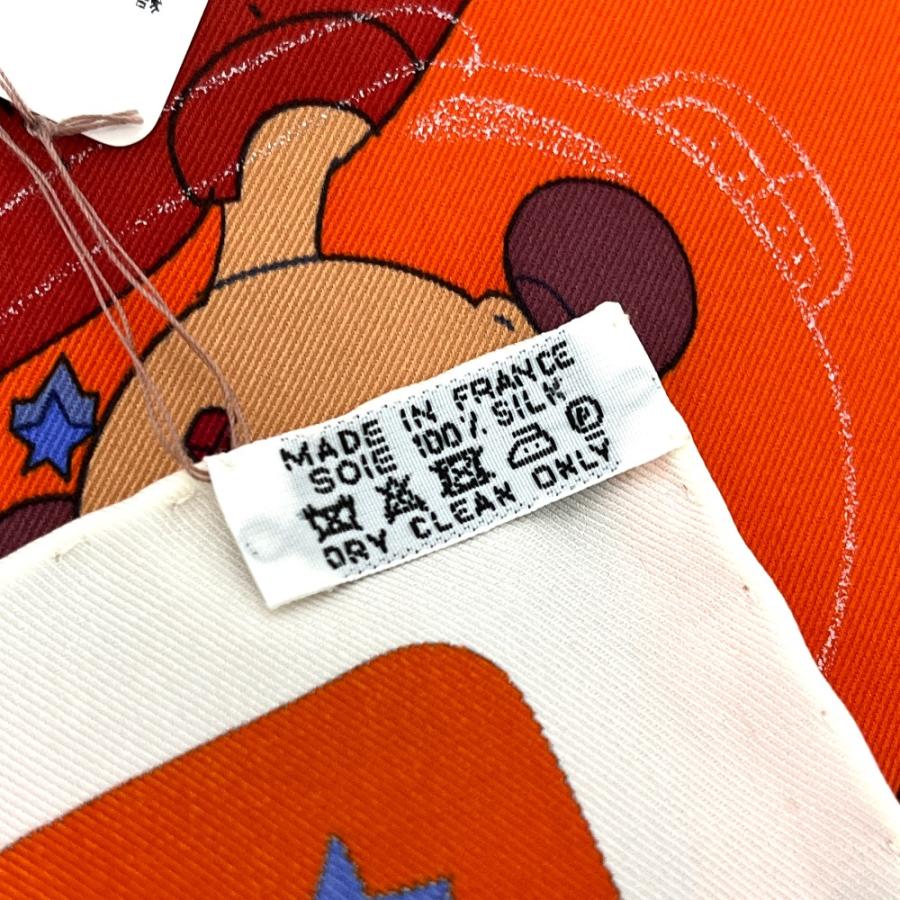 MADE IN FRANCE
SOIE 100% SILK
P
DRY CLEAN ONLY